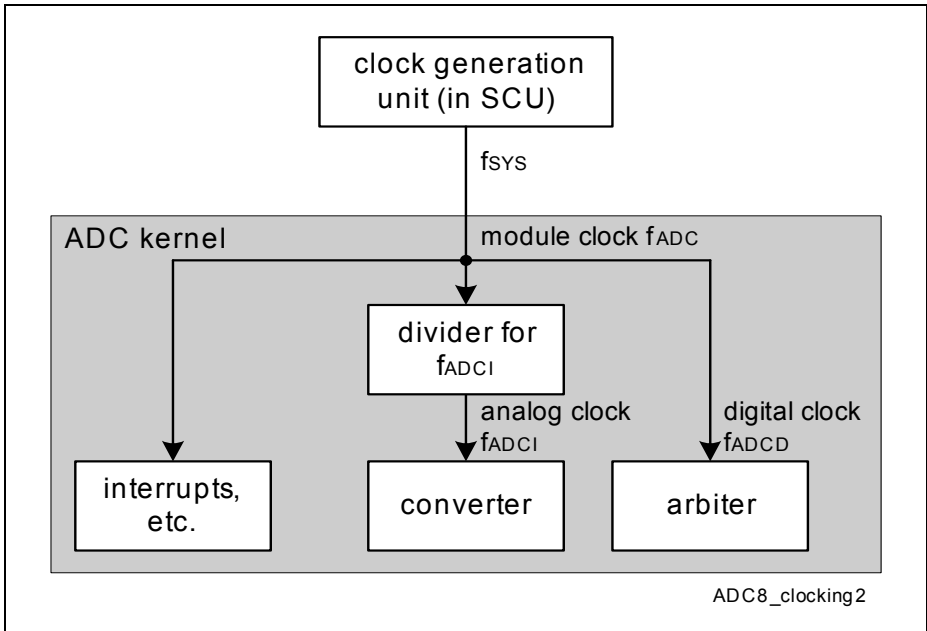 clock generation
unit (in SCU)
fSYS
ADC kernel
module clock fADC
divider for
fADCI
analog clock
fADCI
digital clock
fADCD
interrupts,
etc.
converter
arbiter
ADC8_clocking2